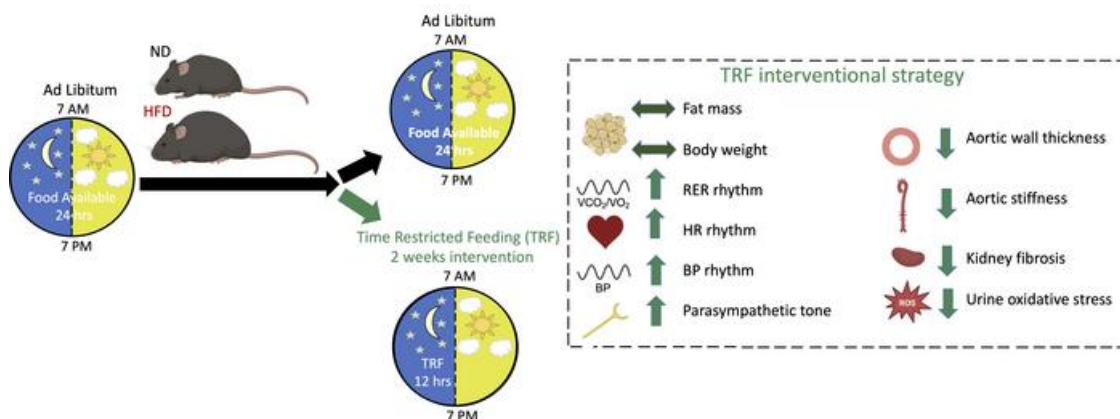 Ad Libitum
7 AM
Food Available
24 hrs
7 PM
ND
HFD
Ad Libitum
7 AM
Food Available
24 hrs
7 PM
Time Restricted Feeding (TRF)
2 weeks intervention
7 AM
TRF
12 hrs
7 PM
TRF interventional strategy
Fat mass
Body weight
VCO₂/VO₂
RER rhythm
HR rhythm
BP
BP rhythm
Parasympathetic tone
Aortic wall thickness
Aortic stiffness
Kidney fibrosis
ROS
Urine oxidative stress